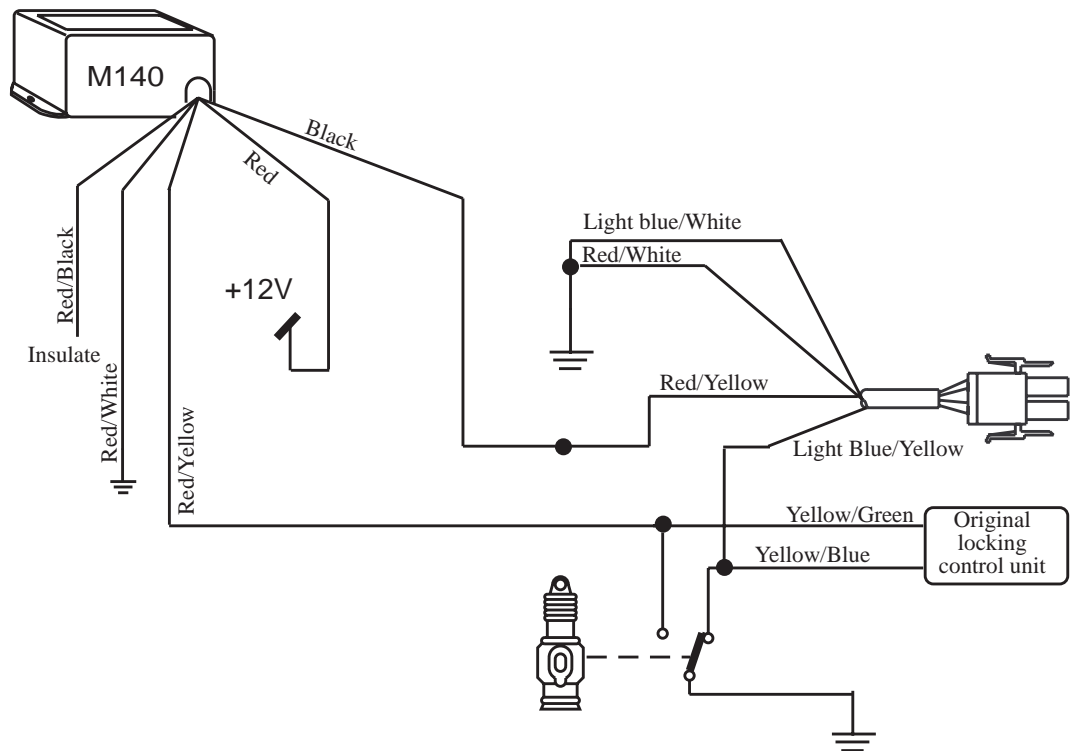 M140
Black
Red
Light blue/White
Red/White
Red/Black
+12V
Insulate
Red/White
Red/Yellow
Red/Yellow
Light Blue/Yellow
Yellow/Green
Original
locking
control unit
Yellow/Blue